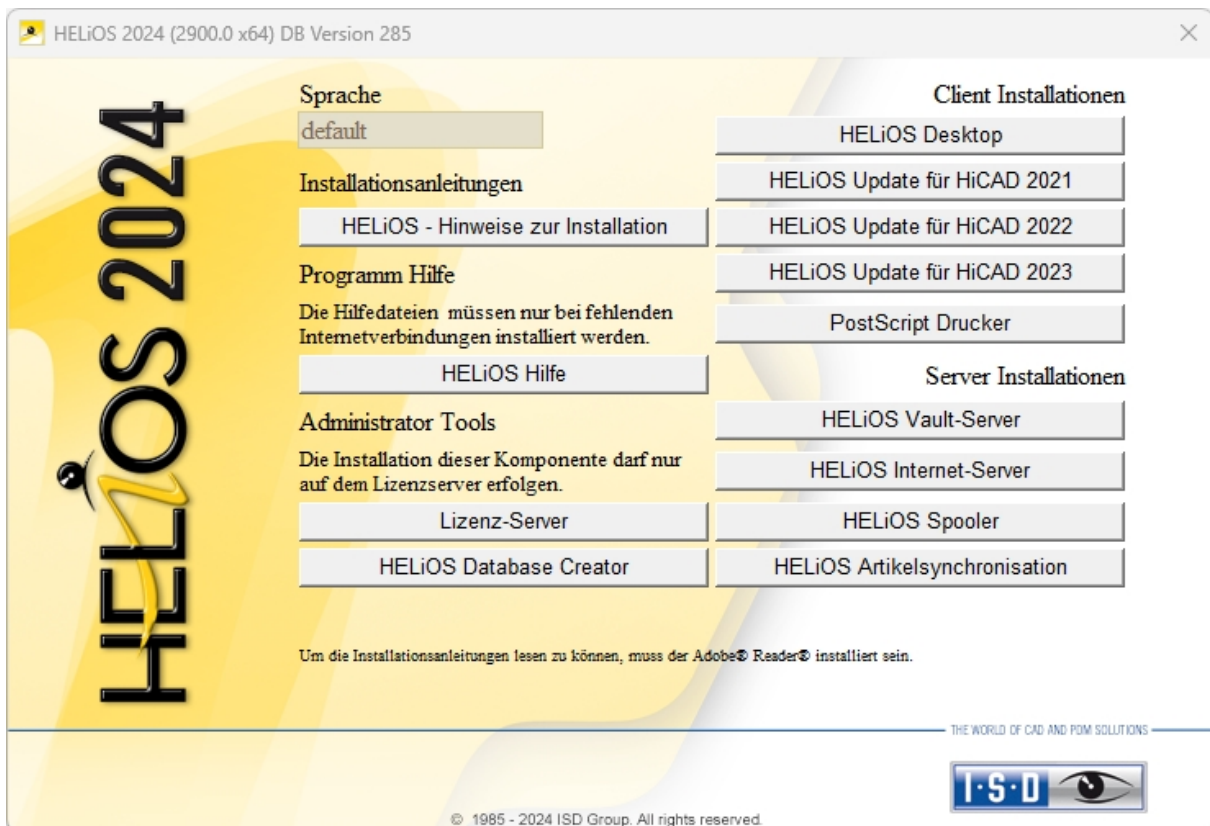 HELiOS 2024 (2900.0 x64) DB Version 285
HELiOS 2024
Sprache
default
Installationsanleitungen
HELiOS - Hinweise zur Installation
Programm Hilfe
Die Hilfedateien müssen nur bei fehlenden
Internetverbindungen installiert werden.
HELiOS Hilfe
Administrator Tools
Die Installation dieser Komponente darf nur
auf dem Lizenzserver erfolgen.
Lizenz-Server
HELiOS Database Creator
Client Installationen
HELiOS Desktop
HELiOS Update für HiCAD 2021
HELiOS Update für HiCAD 2022
HELiOS Update für HiCAD 2023
PostScript Drucker
Server Installationen
HELiOS Vault-Server
HELiOS Internet-Server
HELiOS Spooler
HELiOS Artikelsynchronisation
Um die Installationsanleitungen lesen zu können, muss der Adobe® Reader® installiert sein.
THE WORLD OF CAD AND PDM SOLUTIONS
I·S·D
© 1985 - 2024 ISD Group. All rights reserved.